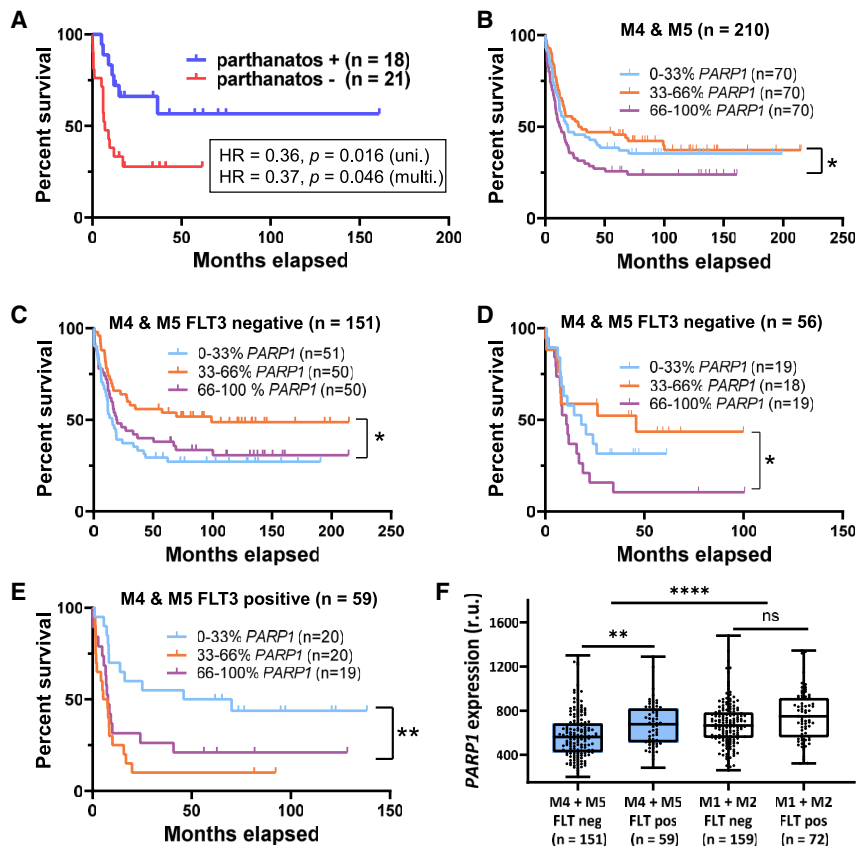 A
parthanatos + (n = 18)
parthanatos - (n = 21)
HR = 0.36, p = 0.016 (uni.)
HR = 0.37, p = 0.046 (multi.)
Percent survival
100
50
0
0 50 100 150 200
Months elapsed
B
M4 & M5 (n = 210)
0-33% PARP1 (n=70)
33-66% PARP1 (n=70)
66-100% PARP1 (n=70)
*
Percent survival
100
50
0
0 50 100 150 200 250
Months elapsed
C
M4 & M5 FLT3 negative (n = 151)
0-33% PARP1 (n=51)
33-66% PARP1 (n=50)
66-100 % PARP1 (n=50)
*
Percent survival
100
50
0
0 50 100 150 200 250
Months elapsed
D
M4 & M5 FLT3 negative (n = 56)
0-33% PARP1 (n=19)
33-66% PARP1 (n=18)
66-100% PARP1 (n=19)
*
Percent survival
100
50
0
0 50 100 150
Months elapsed
E
M4 & M5 FLT3 positive (n = 59)
0-33% PARP1 (n=20)
33-66% PARP1 (n=20)
66-100% PARP1 (n=19)
**
Percent survival
100
50
0
0 50 100 150
Months elapsed
F
****
ns
**
PARP1 expression (r.u.)
1600
1200
800
400
M4 + M5 M4 + M5 M1 + M2 M1 + M2
FLT neg FLT pos FLT neg FLT pos
(n = 151) (n = 59) (n = 159) (n = 72)